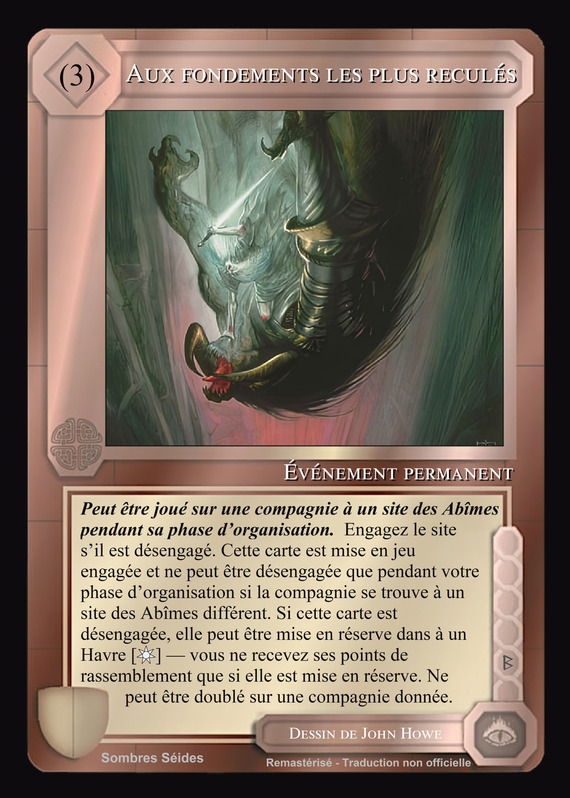 (3)
Aux fondements les plus reculés
Événement permanent
Peut être joué sur une compagnie à un site des Abîmes
pendant sa phase d'organisation. Engagez le site
s'il est désengagé. Cette carte est mise en jeu
engagée et ne peut être désengagée que pendant votre
phase d'organisation si la compagnie se trouve à un
site des Abîmes différent. Si cette carte est
désengagée, elle peut être mise en réserve dans à un
Havre [☼] — vous ne recevez ses points de
rassemblement que si elle est mise en réserve. Ne
peut être doublé sur une compagnie donnée.
Dessin de John Howe
Sombres Séides
Remastérisé - Traduction non officielle